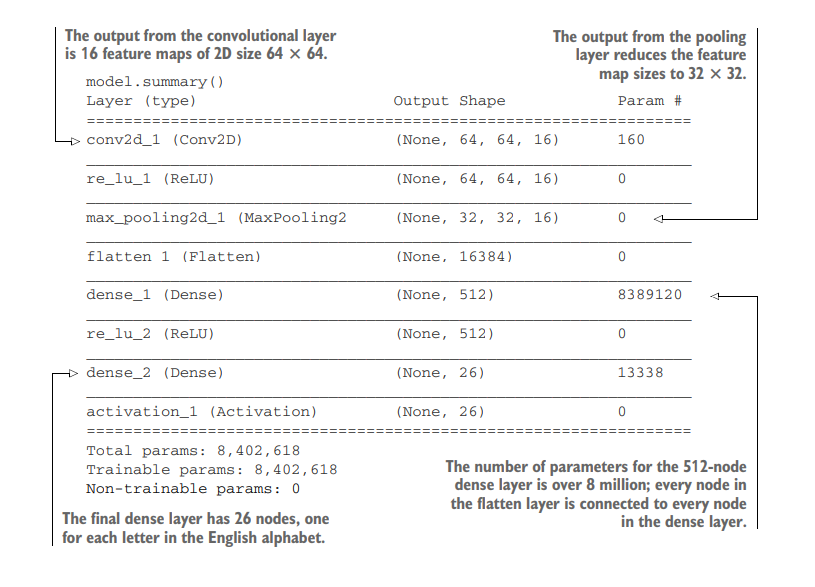 The output from the convolutional layer
is 16 feature maps of 2D size 64 × 64.
The output from the pooling
layer reduces the feature
map sizes to 32 × 32.
model.summary()
Layer (type) Output Shape Param #
=================================================================
conv2d_1 (Conv2D) (None, 64, 64, 16) 160
re_lu_1 (ReLU) (None, 64, 64, 16) 0
max_pooling2d_1 (MaxPooling2 (None, 32, 32, 16) 0
flatten 1 (Flatten) (None, 16384) 0
dense_1 (Dense) (None, 512) 8389120
re_lu_2 (ReLU) (None, 512) 0
dense_2 (Dense) (None, 26) 13338
activation_1 (Activation) (None, 26) 0
=================================================================
Total params: 8,402,618
Trainable params: 8,402,618
Non-trainable params: 0
The number of parameters for the 512-node
dense layer is over 8 million; every node in
the flatten layer is connected to every node
in the dense layer.
The final dense layer has 26 nodes, one
for each letter in the English alphabet.